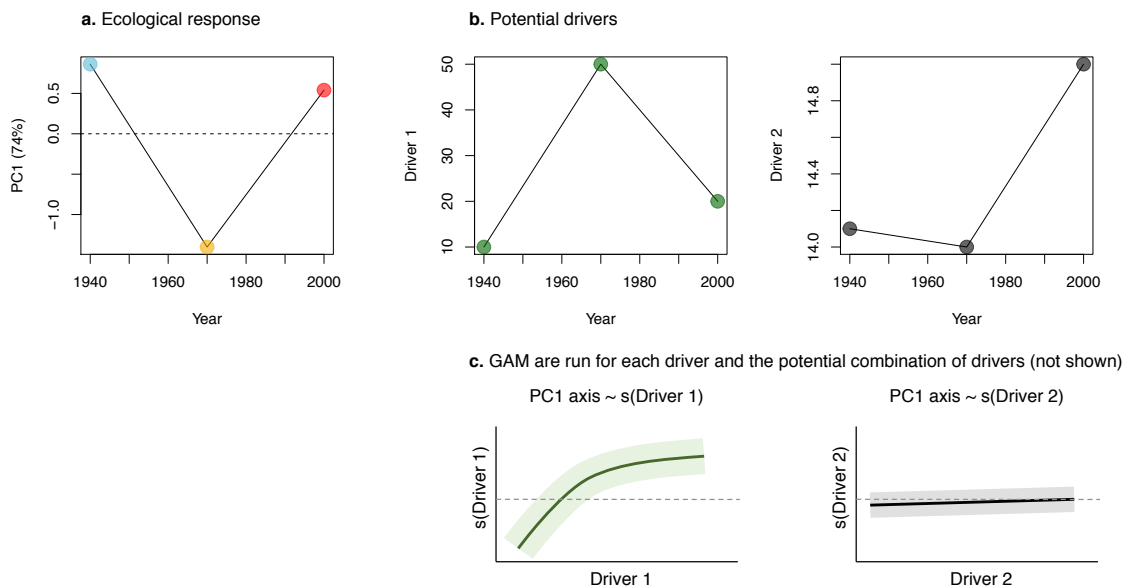 a. Ecological response
b. Potential drivers
PC1 (74%)
0.5
0.0
−1.0
1940 1960 1980 2000
Year
Driver 1
50
40
30
20
10
1940 1960 1980 2000
Year
Driver 2
14.8
14.4
14.0
1940 1960 1980 2000
Year
c. GAM are run for each driver and the potential combination of drivers (not shown)
PC1 axis ~ s(Driver 1)
s(Driver 1)
Driver 1
PC1 axis ~ s(Driver 2)
s(Driver 2)
Driver 2